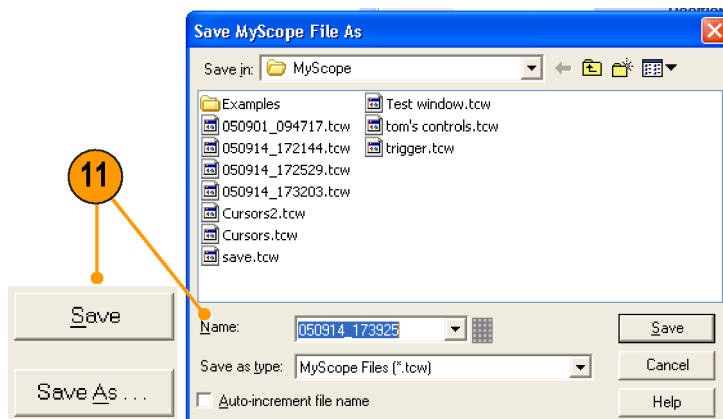 Save MyScope File As
Save in: MyScope
Examples
050901_094717.tcw
050914_172144.tcw
050914_172529.tcw
050914_173203.tcw
Cursors2.tcw
Cursors.tcw
save.tcw
Test window.tcw
tom's controls.tcw
trigger.tcw
11
Save
Save As . . .
Name: 050914_173925
Save
Save as type: MyScope Files (*.tcw)
Cancel
Auto-increment file name
Help